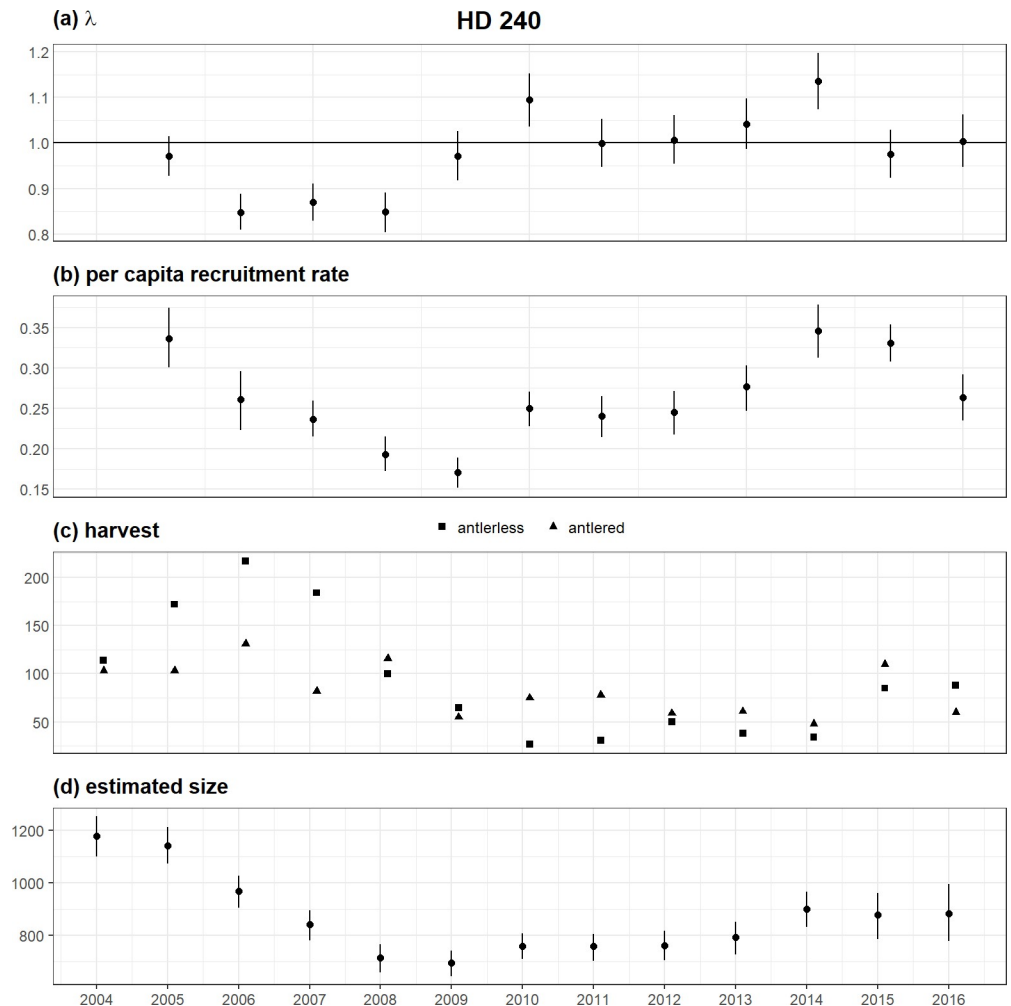 (a) λ
HD 240
1.2
1.1
1.0
0.9
0.8
(b) per capita recruitment rate
0.35
0.30
0.25
0.20
0.15
(c) harvest
antlerless antlered
200
150
100
50
(d) estimated size
1200
1000
800
2004 2005 2006 2007 2008 2009 2010 2011 2012 2013 2014 2015 2016